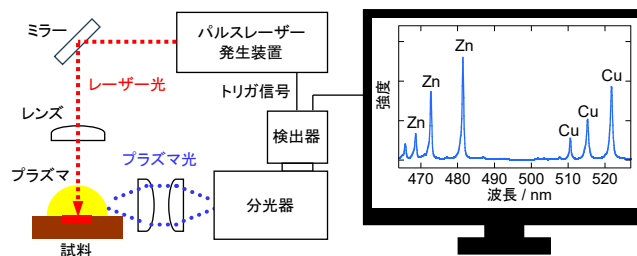 ミラー
パルスレーザー
発生装置
レーザー光
トリガ信号
レンズ
検出器
プラズマ
プラズマ光
分光器
試料
強度
Zn
Zn
Zn
Cu
Cu
Cu
470 480 490 500 510 520
波長 / nm